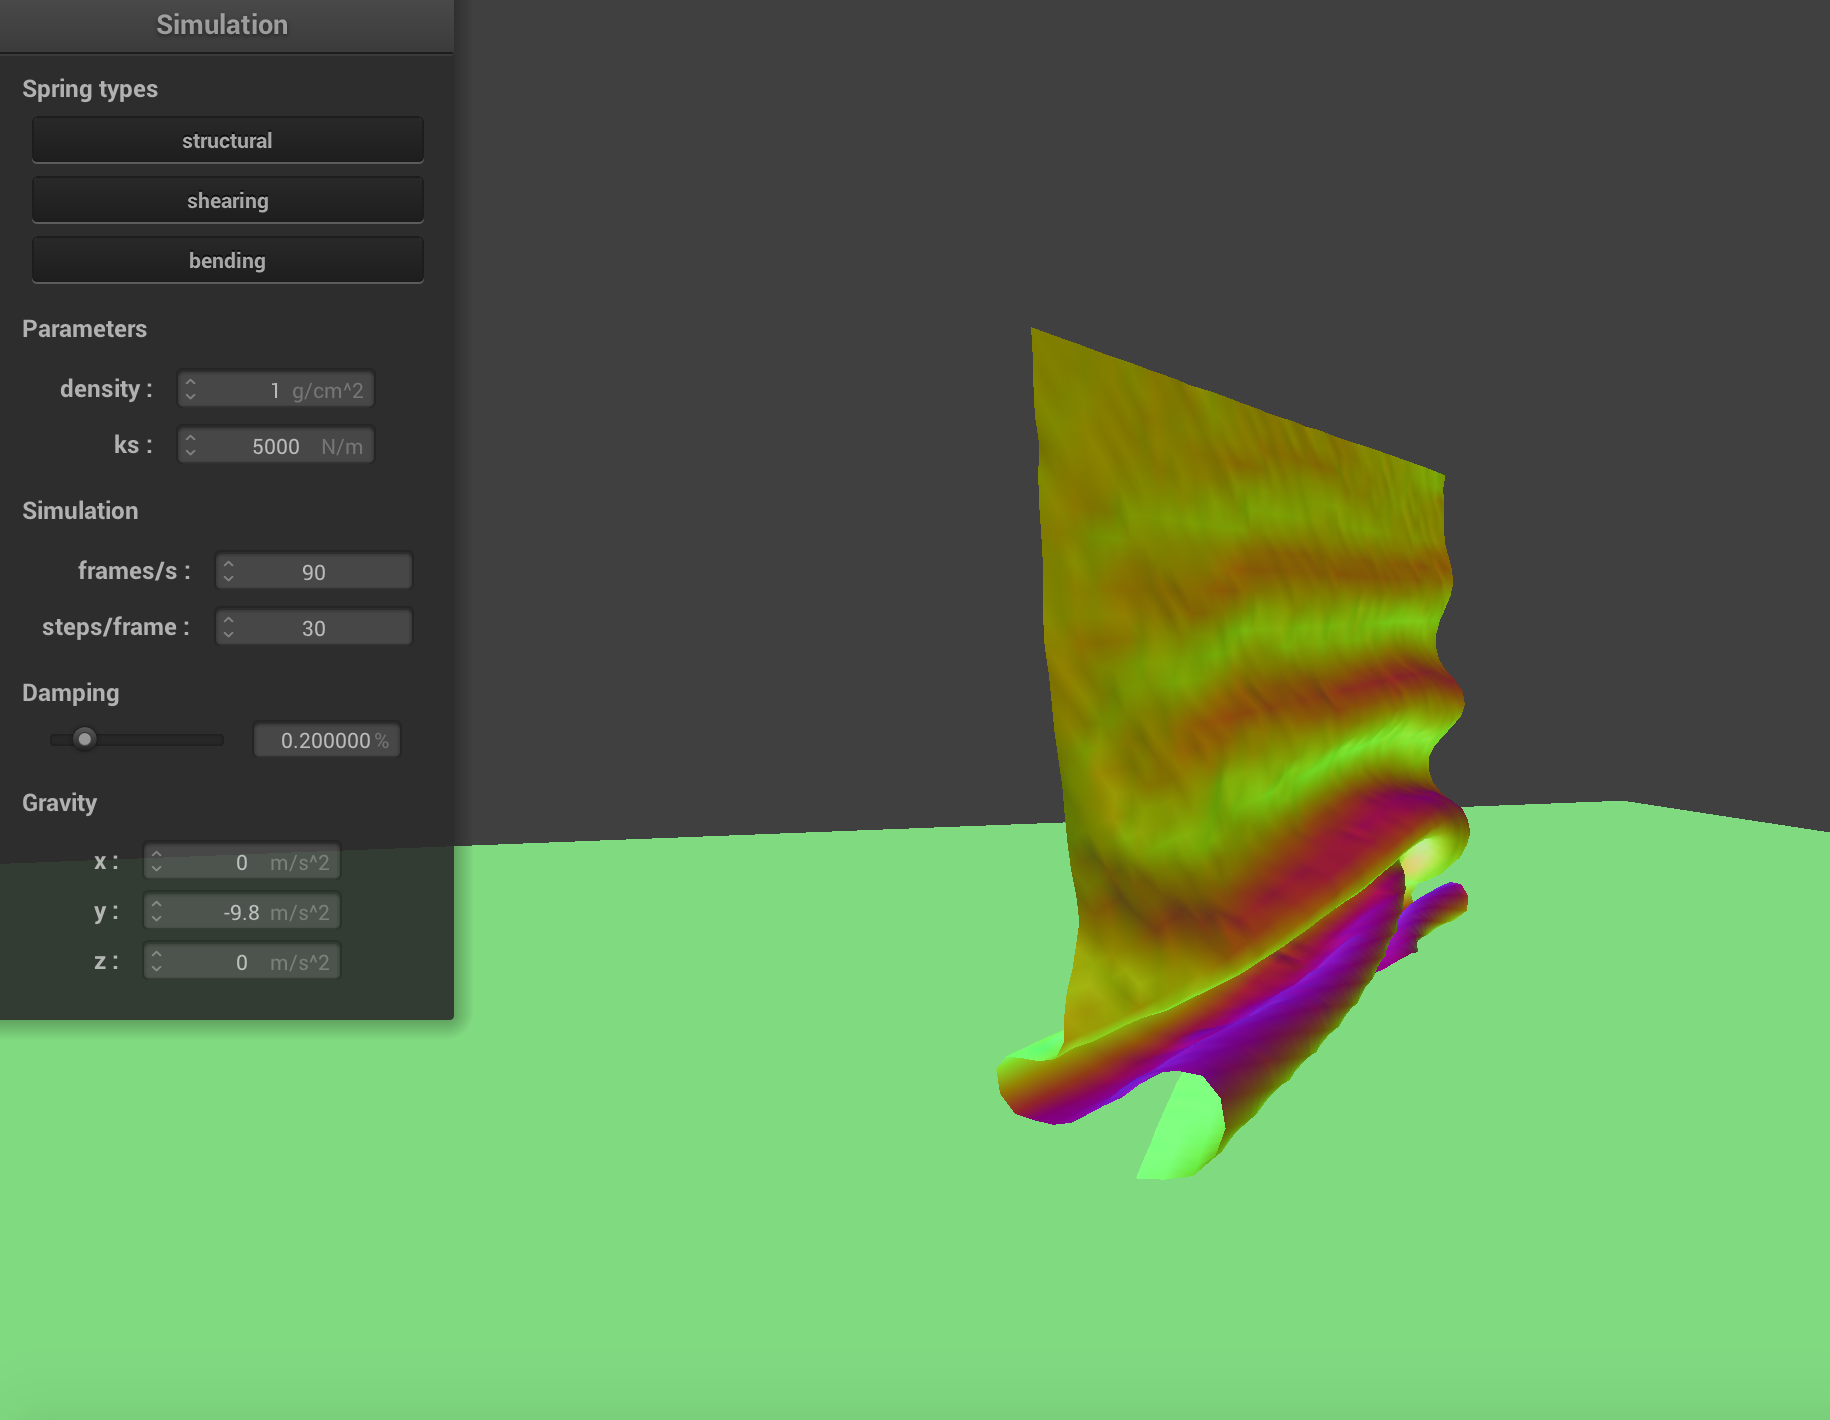 Simulation
Spring types
structural
shearing
bending
Parameters
density : 1 g/cm^2
ks : 5000 N/m
Simulation
frames/s : 90
steps/frame : 30
Damping
0.200000 %
Gravity
x : 0 m/s^2
y : -9.8 m/s^2
z : 0 m/s^2